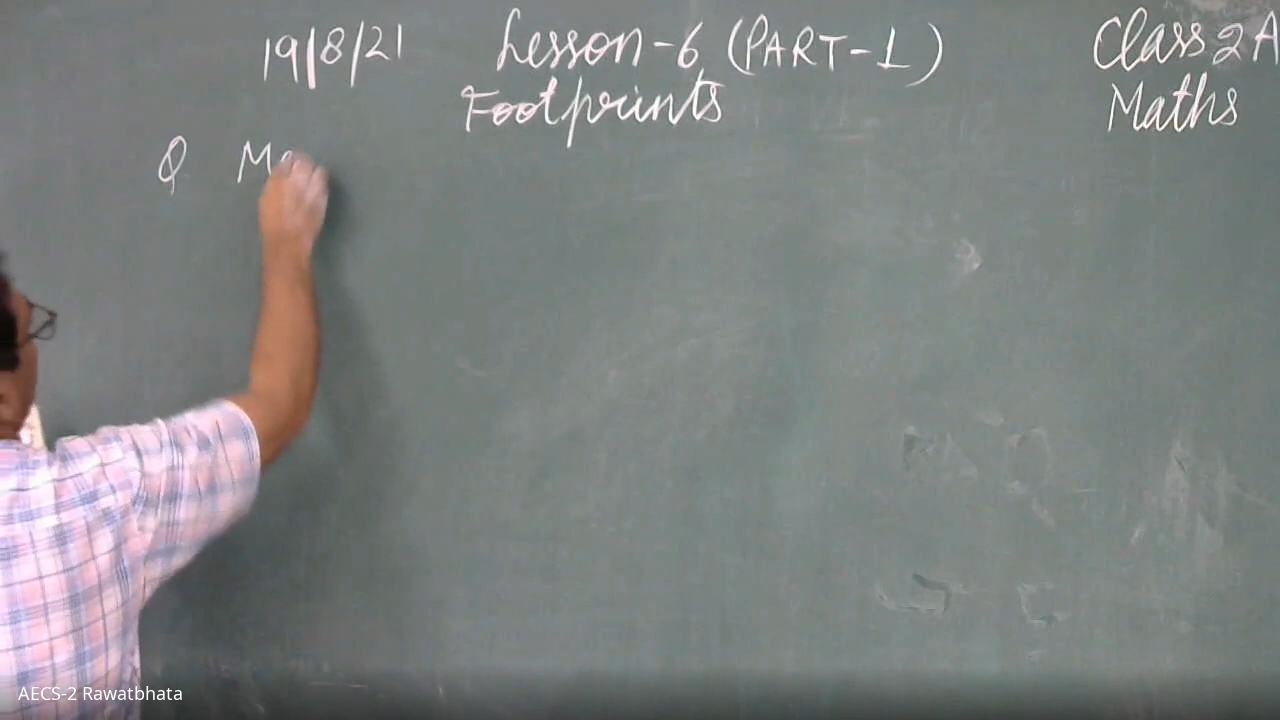 19/8/21 Lesson-6 (PART-1) Class 2A
Footprints Maths
Q
AECS-2 Rawatbhata